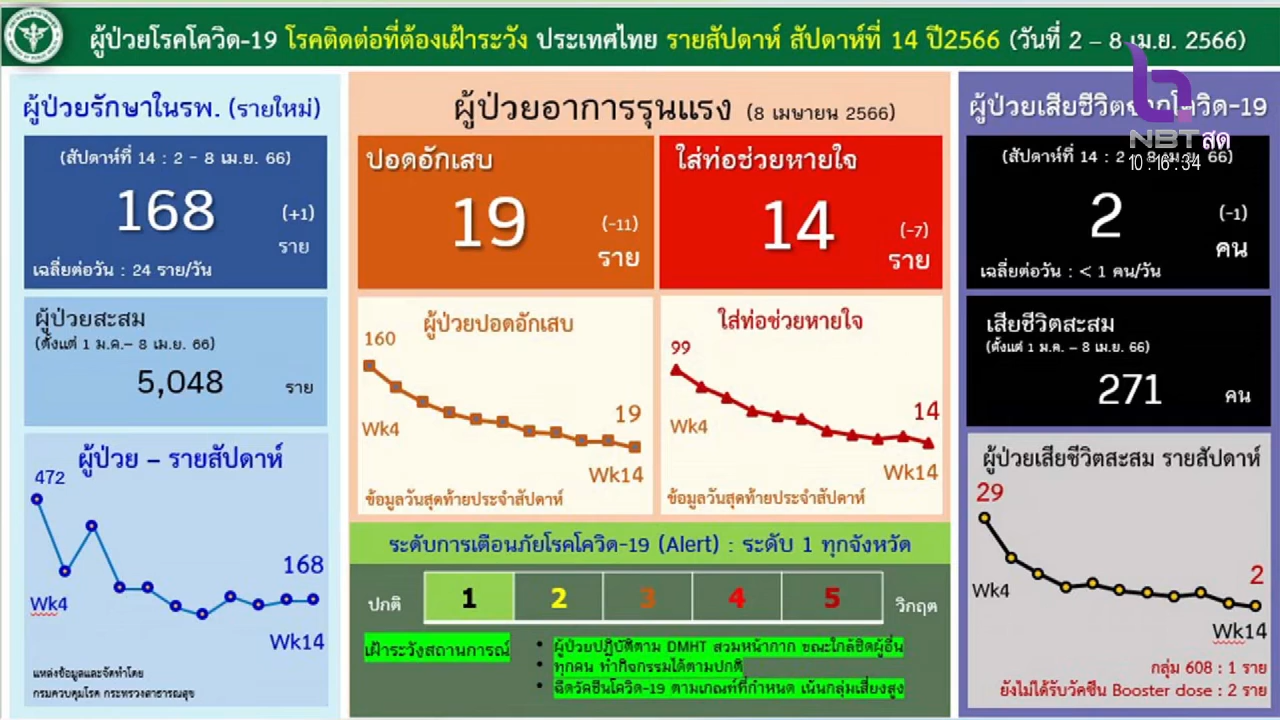 ผู้ป่วยโรคโควิด-19 โรคติดต่อที่ต้องเฝ้าระวัง ประเทศไทย รายสัปดาห์ สัปดาห์ที่ 14 ปี2566 (วันที่ 2 – 8 เม.ย. 2566)
NBT สด
10:16:34
ผู้ป่วยรักษาในรพ. (รายใหม่)
(สัปดาห์ที่ 14 : 2 - 8 เม.ย. 66)
168
(+1)
ราย
เฉลี่ยต่อวัน : 24 ราย/วัน
ผู้ป่วยสะสม
(ตั้งแต่ 1 ม.ค.– 8 เม.ย. 66)
5,048 ราย
ผู้ป่วย – รายสัปดาห์
472
168
Wk4
Wk14
แหล่งข้อมูลและจัดทำโดย
กรมควบคุมโรค กระทรวงสาธารณสุข
ผู้ป่วยอาการรุนแรง (8 เมษายน 2566)
ปอดอักเสบ
19
(-11)
ราย
ใส่ท่อช่วยหายใจ
14
(-7)
ราย
ผู้ป่วยปอดอักเสบ
160
19
Wk4
Wk14
ข้อมูลวันสุดท้ายประจำสัปดาห์
ใส่ท่อช่วยหายใจ
99
14
Wk4
Wk14
ข้อมูลวันสุดท้ายประจำสัปดาห์
ระดับการเตือนภัยโรคโควิด-19 (Alert) : ระดับ 1 ทุกจังหวัด
ปกติ 1 2 3 4 5 วิกฤต
เฝ้าระวังสถานการณ์
• ผู้ป่วยปฏิบัติตาม DMHT สวมหน้ากาก ขณะใกล้ชิดผู้อื่น
• ทุกคน ทำกิจกรรมได้ตามปกติ
• ฉีดวัคซีนโควิด-19 ตามเกณฑ์ที่กำหนด เน้นกลุ่มเสี่ยงสูง
ผู้ป่วยเสียชีวิตจากโควิด-19
(สัปดาห์ที่ 14 : 2 - 8 เม.ย. 66)
2
(-1)
คน
เฉลี่ยต่อวัน : < 1 คน/วัน
เสียชีวิตสะสม
(ตั้งแต่ 1 ม.ค. – 8 เม.ย. 66)
271 คน
ผู้ป่วยเสียชีวิตสะสม รายสัปดาห์
29
2
Wk4
Wk14
กลุ่ม 608 : 1 ราย
ยังไม่ได้รับวัคซีน Booster dose : 2 ราย